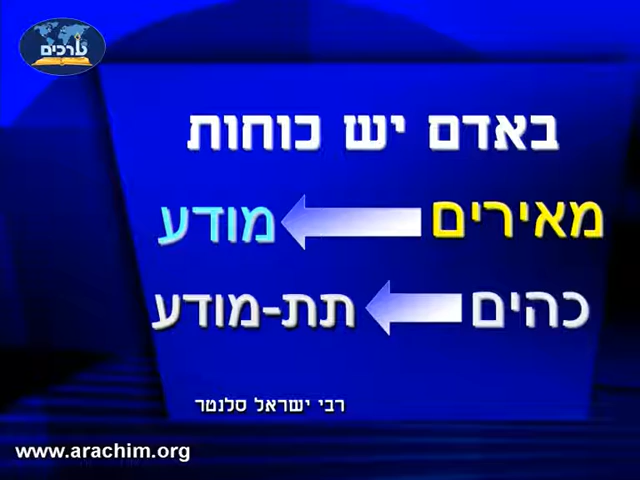 ערכים
באדם יש כוחות
מאירים מודע
כהים תת-מודע
רבי ישראל סלנטר
www.arachim.org